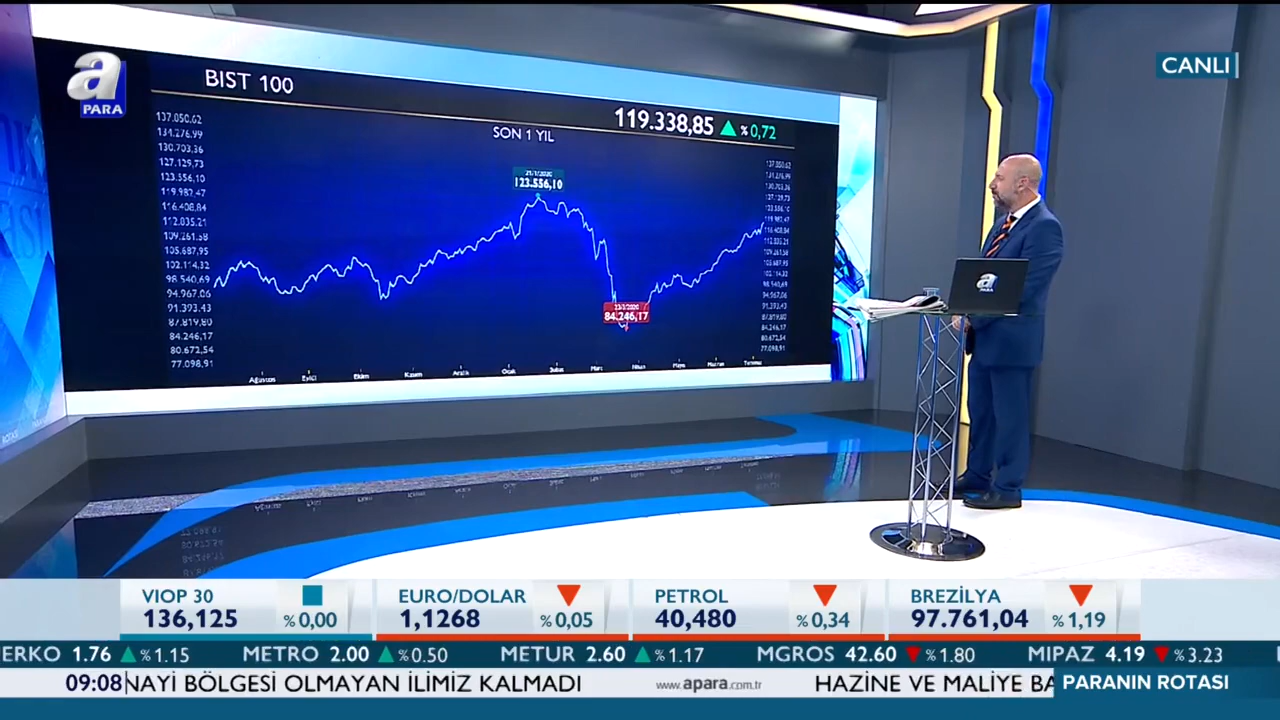 a
PARA
CANLI
BIST 100
119.338,85 %0,72
SON 1 YIL
137.050,62
134.276,99
130.703,36
127.129,73
123.556,10
119.982,47
116.408,84
112.835,21
109.261,58
105.687,95
102.114,32
98.540,69
94.967,06
91.393,43
87.819,80
84.246,17
80.672,54
77.098,91
123.556,10
84.246,17
Ağustos Eylül Ekim Kasım Aralık Ocak Şubat Mart Nisan Mayıs Haziran Temmuz
a
PARA
VIOP 30
136,125 %0,00
EURO/DOLAR
1,1268 %0,05
PETROL
40,480 %0,34
BREZİLYA
97.761,04 %1,19
ERKO 1.76 %1.15 METRO 2.00 %0.50 METUR 2.60 %1.17 MGROS 42.60 %1.80 MIPAZ 4.19 %3.23
09:08 NAYİ BÖLGESİ OLMAYAN İLİMİZ KALMADI www.apara.com.tr HAZİNE VE MALİYE BA PARANIN ROTASI